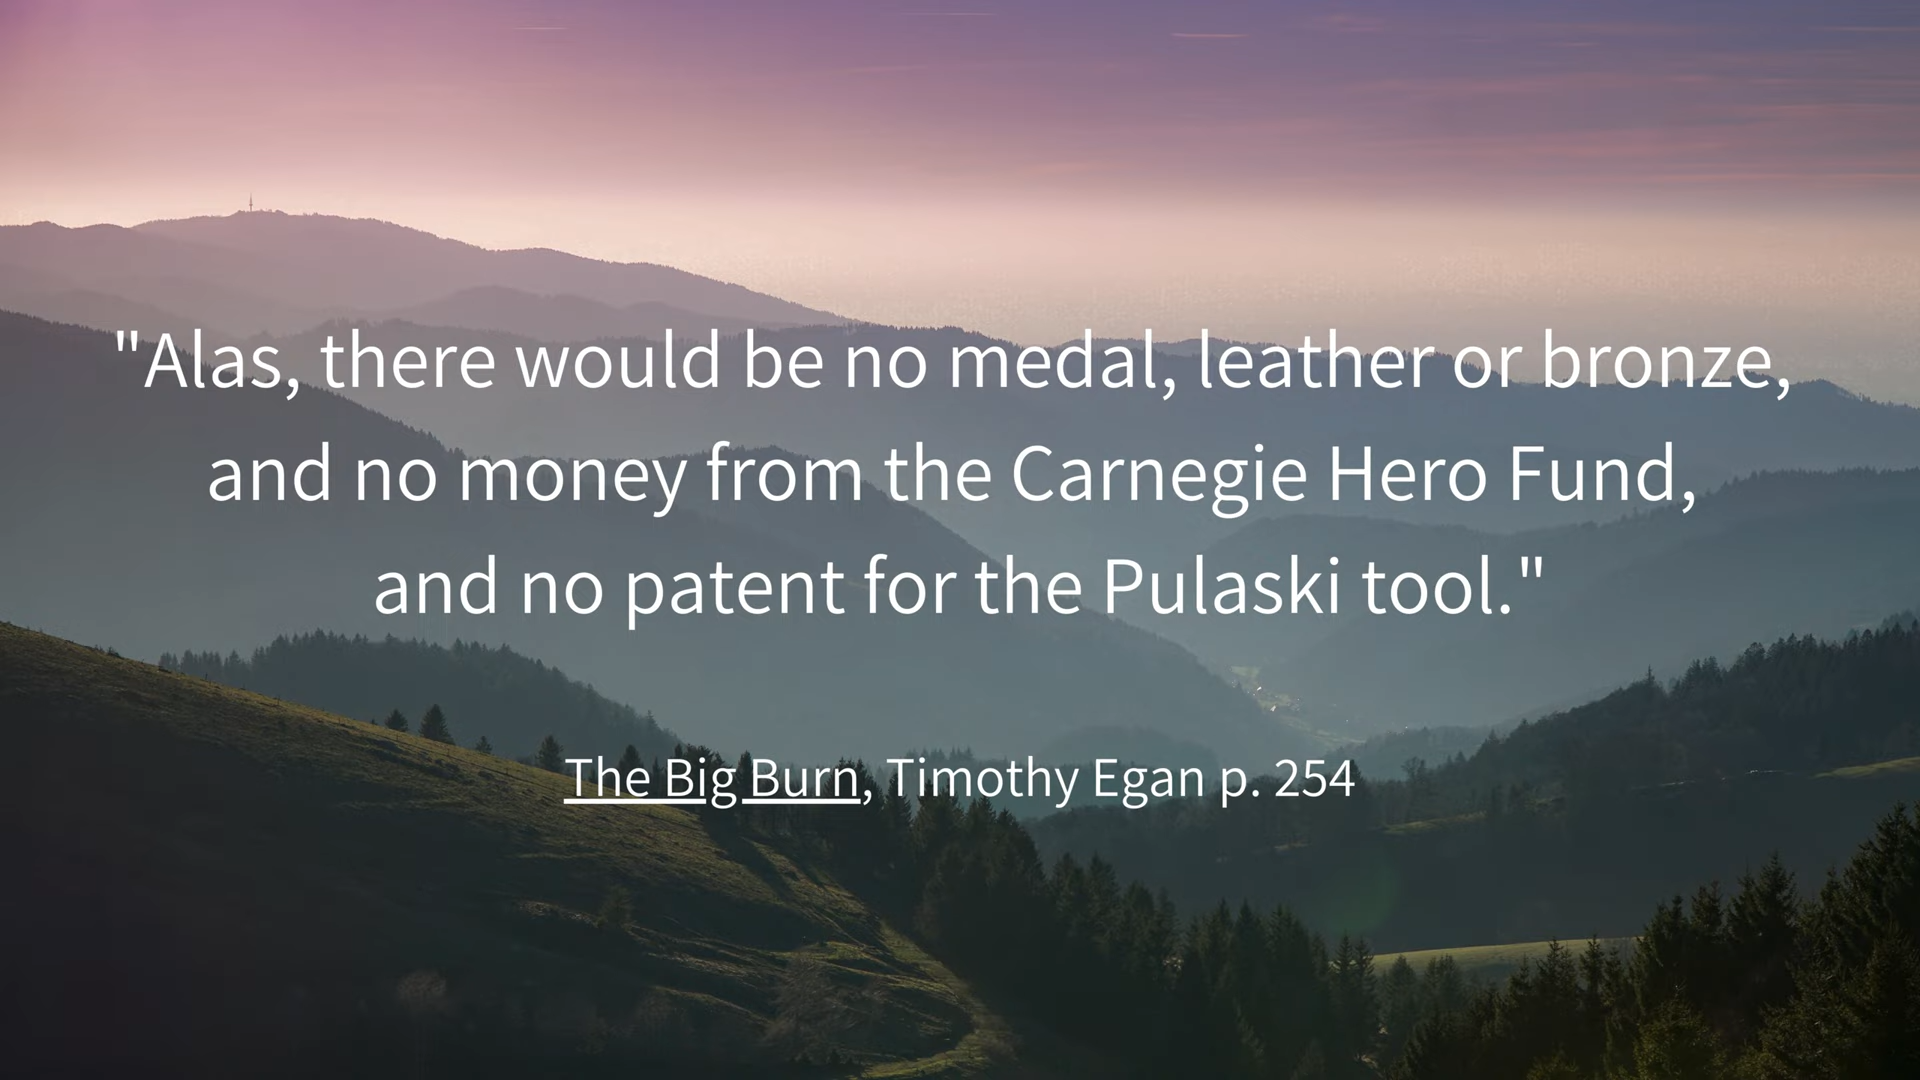 "Alas, there would be no medal, leather or bronze,
and no money from the Carnegie Hero Fund,
and no patent for the Pulaski tool."
The Big Burn, Timothy Egan p. 254